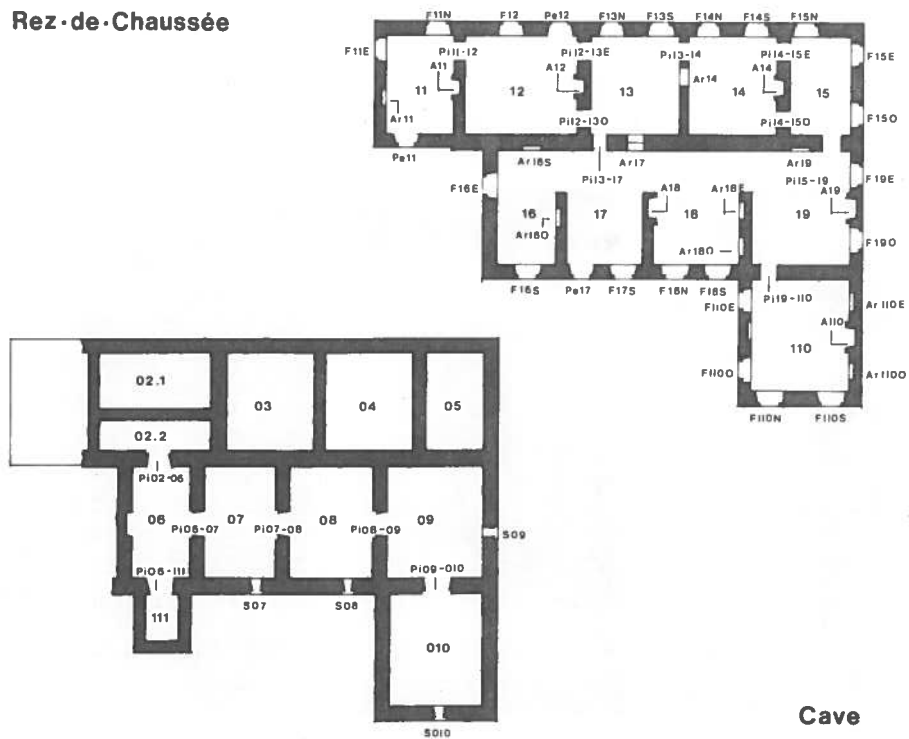 Rez-de-Chaussée
F11N F12 Pe12 F13N F13S F14N F14S F15N
F11E Pi11-12 Pi12-13E Pi13-14 Pi14-15E F15E
A11 A12 A14
Ar14
11 12 13 14 15
Ar11 Pi12-13O Pi14-15O F15O
Pe11 Ar16S Ar17 Ar19
Pi13-17 Pi15-19 F19E
F16E A18 Ar18E A19
16 17 18 19
Ar16O Ar18O F19O
F16S Pe17 F17S F18N F18S
Pi19-110
F110E Ar110E
A110
110
F110O Ar110O
F110N F110S
02.1
03 04 05
02.2
Pi02-06
06 07 08 09
Pi06-07 Pi07-08 Pi08-09
S09
Pi06-111 Pi09-010
S07 S08
111
010
S010
Cave